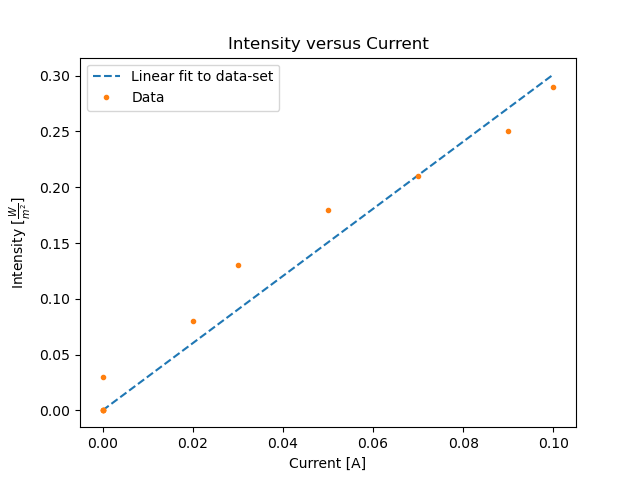 Intensity versus Current
Linear fit to data-set
Data
0.30
0.25
0.20
0.15
0.10
0.05
0.00
Intensity [W/m²]
0.00 0.02 0.04 0.06 0.08 0.10
Current [A]